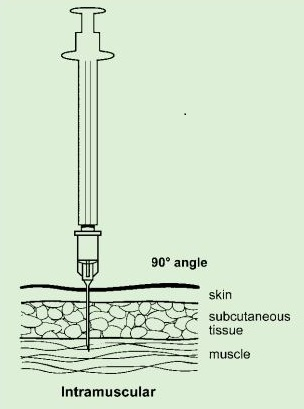 90° angle
skin
subcutaneous
tissue
muscle
Intramuscular